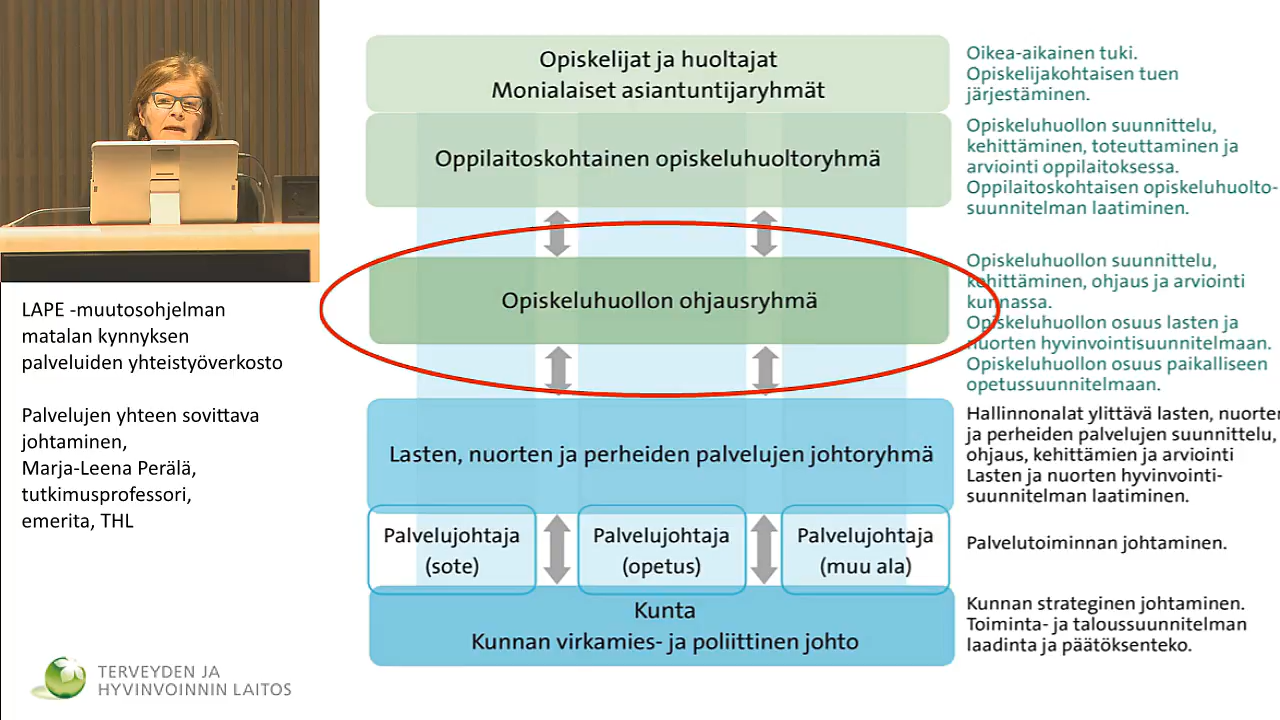 Opiskelijat ja huoltajat
Monialaiset asiantuntijaryhmät
Oikea-aikainen tuki.
Opiskelijakohtaisen tuen
järjestäminen.
Oppilaitoskohtainen opiskeluhuoltoryhmä
Opiskeluhuollon suunnittelu,
kehittäminen, toteuttaminen ja
arviointi oppilaitoksessa.
Oppilaitoskohtaisen opiskeluhuolto-
suunnitelman laatiminen.
Opiskeluhuollon ohjausryhmä
Opiskeluhuollon suunnittelu,
kehittäminen, ohjaus ja arviointi
kunnassa.
Opiskeluhuollon osuus lasten ja
nuorten hyvinvointisuunnitelmaan.
Opiskeluhuollon osuus paikalliseen
opetussuunnitelmaan.
Lasten, nuorten ja perheiden palvelujen johtoryhmä
Hallinnonalat ylittävä lasten, nuorten
ja perheiden palvelujen suunnittelu,
ohjaus, kehittämien ja arviointi
Lasten ja nuorten hyvinvointi-
suunnitelman laatiminen.
Palvelujohtaja
(sote)
Palvelujohtaja
(opetus)
Palvelujohtaja
(muu ala)
Palvelutoiminnan johtaminen.
Kunta
Kunnan virkamies- ja poliittinen johto
Kunnan strateginen johtaminen.
Toiminta- ja taloussuunnitelman
laadinta ja päätöksenteko.
LAPE -muutosohjelman
matalan kynnyksen
palveluiden yhteistyöverkosto
Palvelujen yhteen sovittava
johtaminen,
Marja-Leena Perälä,
tutkimusprofessori,
emerita, THL
TERVEYDEN JA
HYVINVOINNIN LAITOS